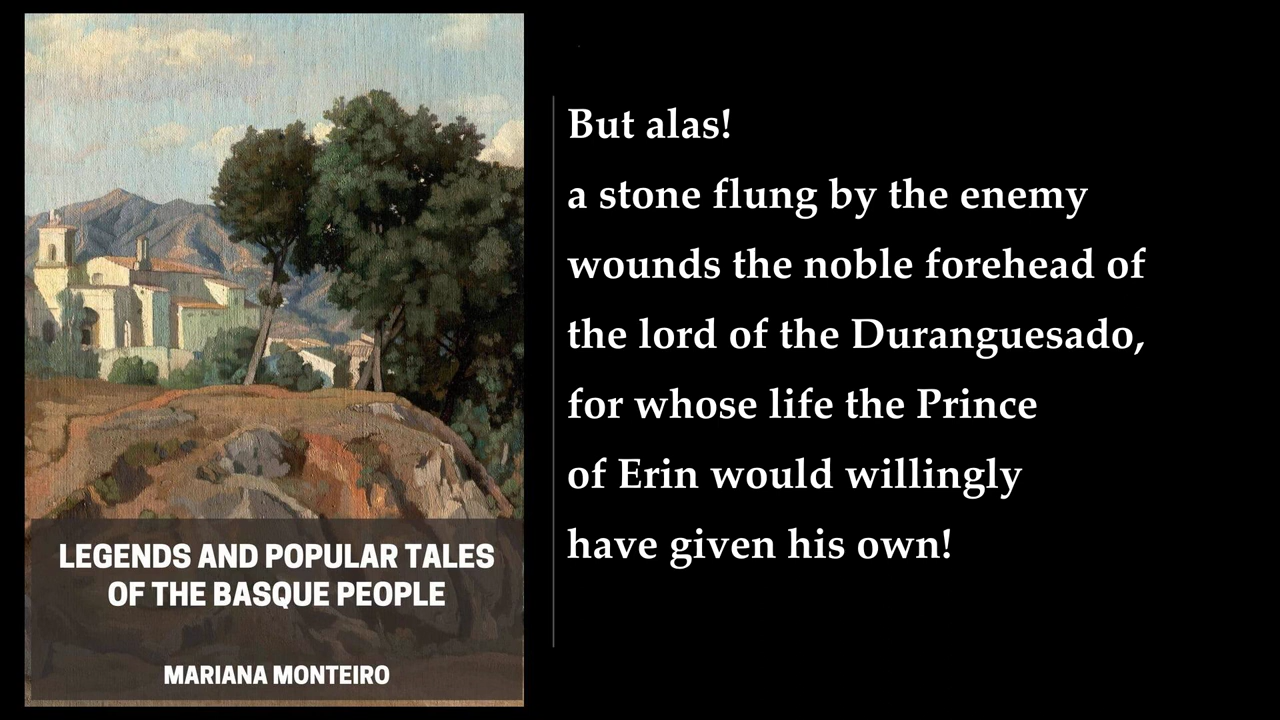 LEGENDS AND POPULAR TALES
OF THE BASQUE PEOPLE
MARIANA MONTEIRO
But alas!
a stone flung by the enemy
wounds the noble forehead of
the lord of the Duranguesado,
for whose life the Prince
of Erin would willingly
have given his own!